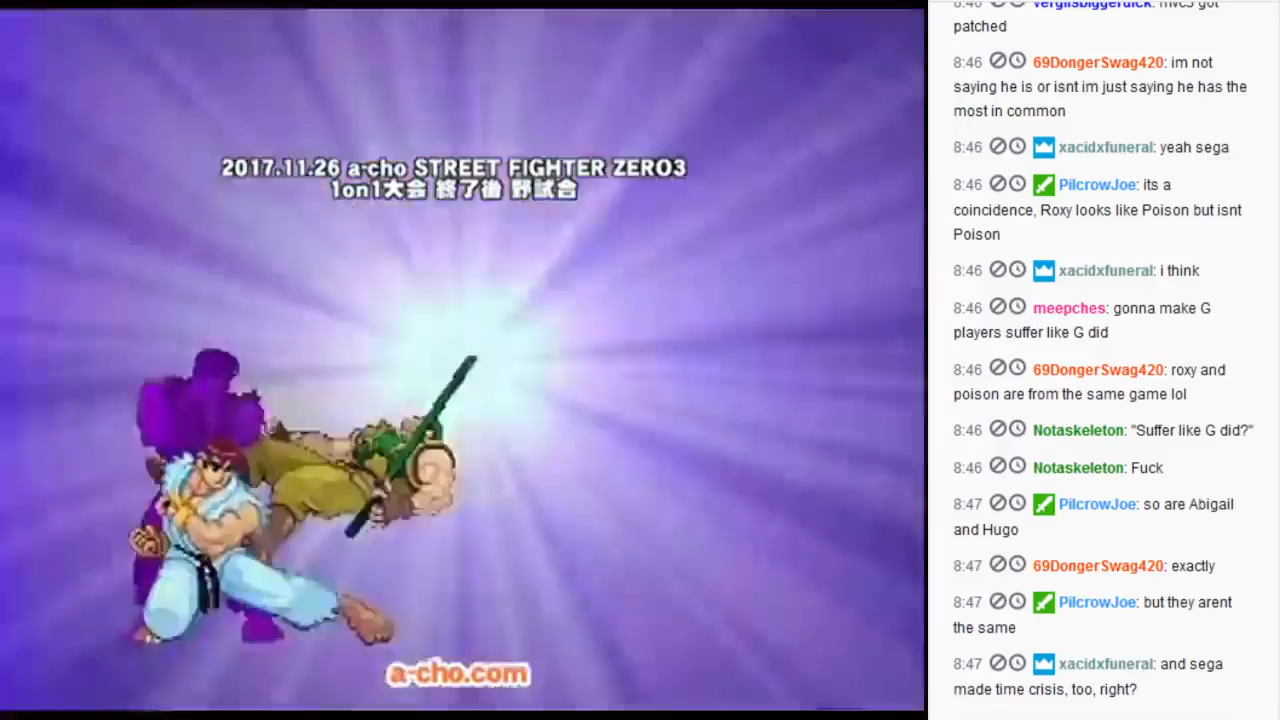 2017.11.26 a-cho STREET FIGHTER ZERO3
1on1大会 終了後 野試合
a-cho.com
8:46 vergilsbiggerdick: mvc3 got
patched
8:46 69DongerSwag420: im not
saying he is or isnt im just saying he has the
most in common
8:46 xacidxfuneral: yeah sega
8:46 PilcrowJoe: its a
coincidence, Roxy looks like Poison but isnt
Poison
8:46 xacidxfuneral: i think
8:46 meepches: gonna make G
players suffer like G did
8:46 69DongerSwag420: roxy and
poison are from the same game lol
8:46 Notaskeleton: "Suffer like G did?"
8:46 Notaskeleton: Fuck
8:47 PilcrowJoe: so are Abigail
and Hugo
8:47 69DongerSwag420: exactly
8:47 PilcrowJoe: but they arent
the same
8:47 xacidxfuneral: and sega
made time crisis, too, right?